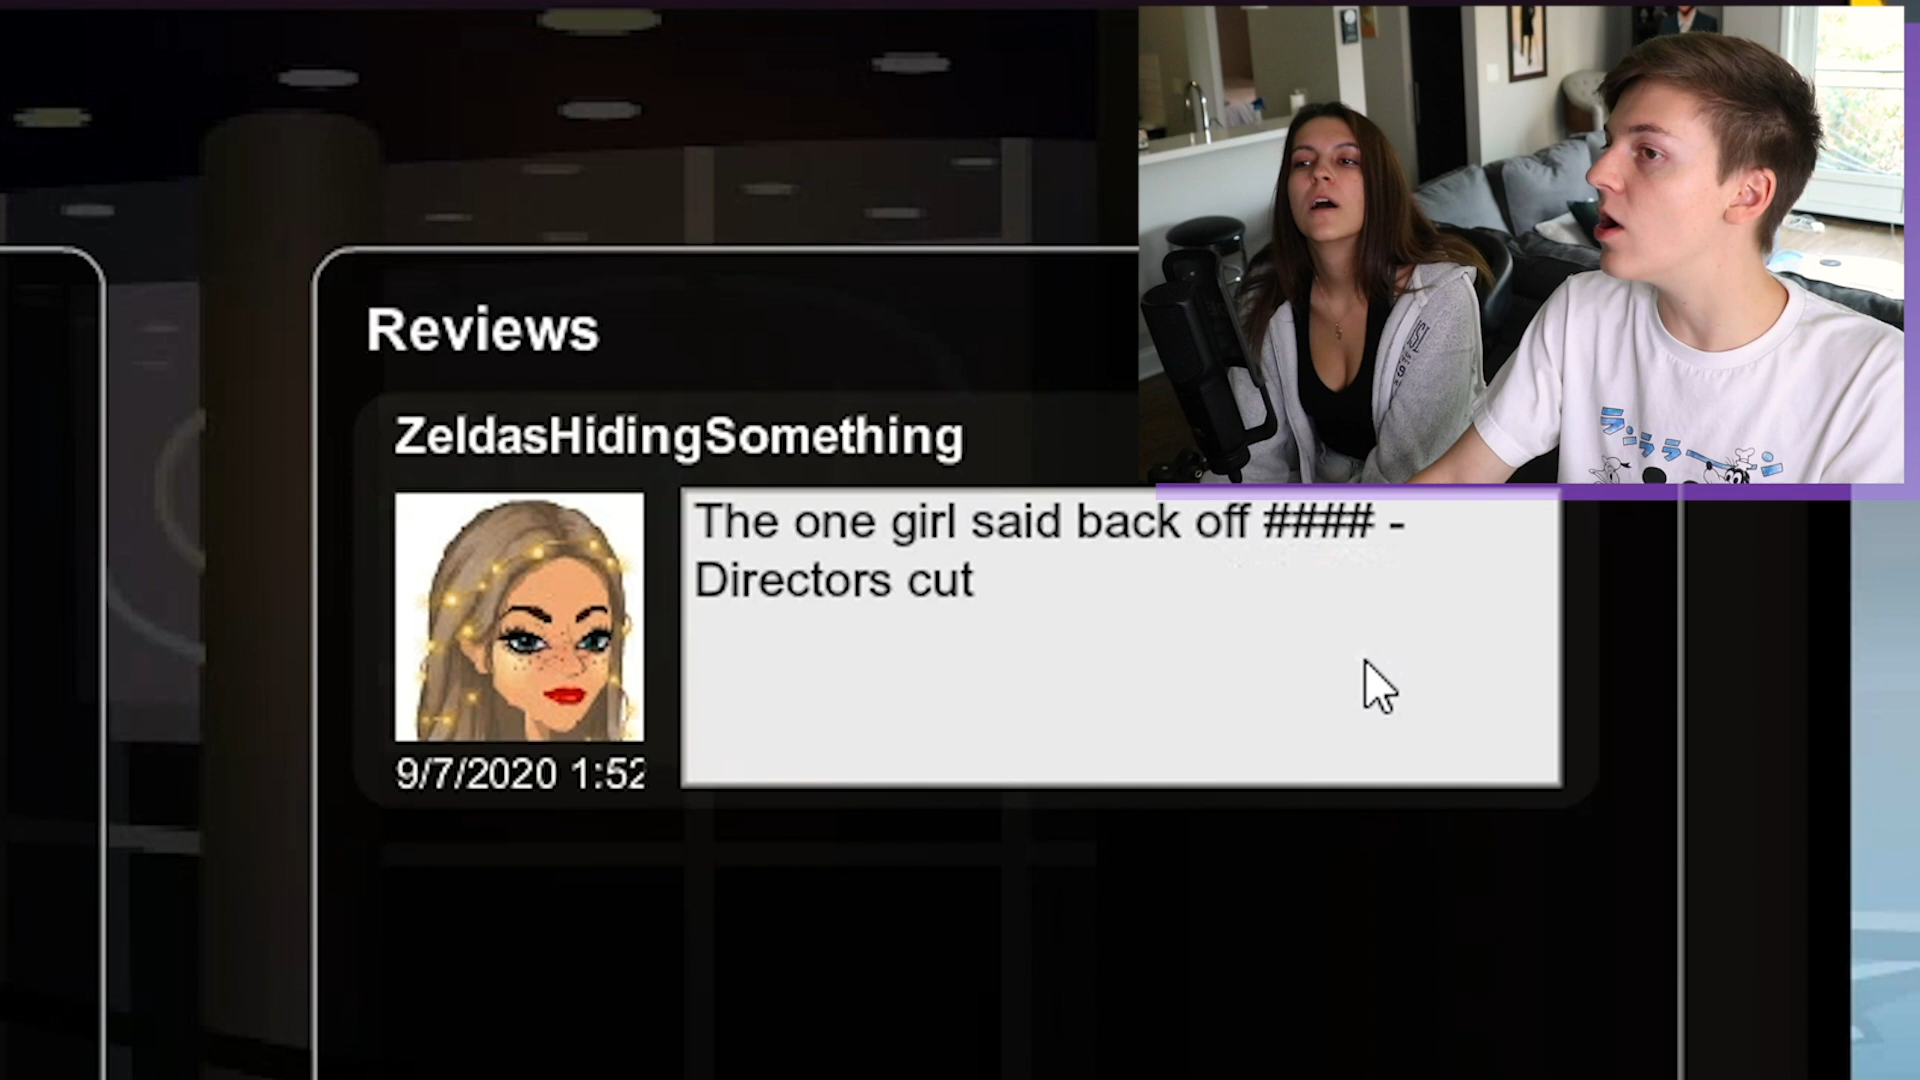 Reviews
ZeldasHidingSomething
The one girl said back off #### -
Directors cut
9/7/2020 1:52